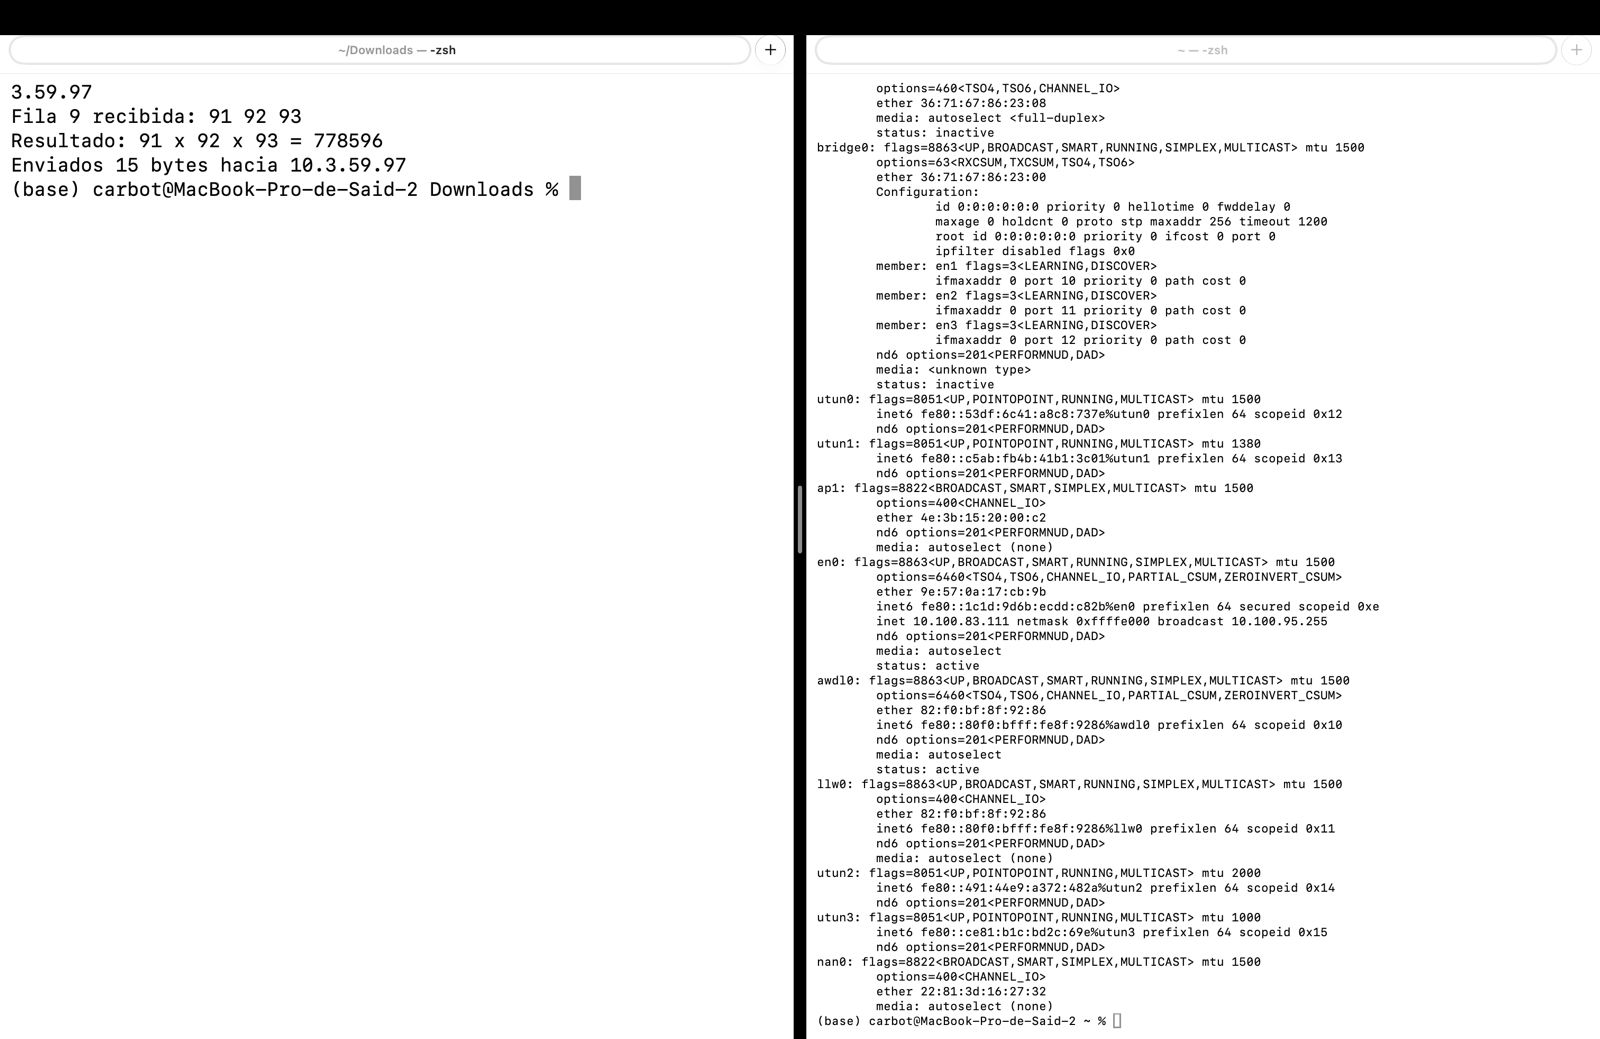 ~/Downloads — -zsh
+
3.59.97
Fila 9 recibida: 91 92 93
Resultado: 91 x 92 x 93 = 778596
Enviados 15 bytes hacia 10.3.59.97
(base) carbot@MacBook-Pro-de-Said-2 Downloads %
~ — -zsh
+
options=460<TSO4,TSO6,CHANNEL_IO>
ether 36:71:67:86:23:08
media: autoselect <full-duplex>
status: inactive
bridge0: flags=8863<UP,BROADCAST,SMART,RUNNING,SIMPLEX,MULTICAST> mtu 1500
options=63<RXCSUM,TXCSUM,TSO4,TSO6>
ether 36:71:67:86:23:00
Configuration:
id 0:0:0:0:0:0 priority 0 hellotime 0 fwddelay 0
maxage 0 holdcnt 0 proto stp maxaddr 256 timeout 1200
root id 0:0:0:0:0:0 priority 0 ifcost 0 port 0
ipfilter disabled flags 0x0
member: en1 flags=3<LEARNING,DISCOVER>
ifmaxaddr 0 port 10 priority 0 path cost 0
member: en2 flags=3<LEARNING,DISCOVER>
ifmaxaddr 0 port 11 priority 0 path cost 0
member: en3 flags=3<LEARNING,DISCOVER>
ifmaxaddr 0 port 12 priority 0 path cost 0
nd6 options=201<PERFORMNUD,DAD>
media: <unknown type>
status: inactive
utun0: flags=8051<UP,POINTOPOINT,RUNNING,MULTICAST> mtu 1500
inet6 fe80::53df:6c41:a8c8:737e%utun0 prefixlen 64 scopeid 0x12
nd6 options=201<PERFORMNUD,DAD>
utun1: flags=8051<UP,POINTOPOINT,RUNNING,MULTICAST> mtu 1380
inet6 fe80::c5ab:fb4b:41b1:3c01%utun1 prefixlen 64 scopeid 0x13
nd6 options=201<PERFORMNUD,DAD>
ap1: flags=8822<BROADCAST,SMART,SIMPLEX,MULTICAST> mtu 1500
options=400<CHANNEL_IO>
ether 4e:3b:15:20:00:c2
nd6 options=201<PERFORMNUD,DAD>
media: autoselect (none)
en0: flags=8863<UP,BROADCAST,SMART,RUNNING,SIMPLEX,MULTICAST> mtu 1500
options=6460<TSO4,TSO6,CHANNEL_IO,PARTIAL_CSUM,ZEROINVERT_CSUM>
ether 9e:57:0a:17:cb:9b
inet6 fe80::1c1d:9d6b:ecdd:c82b%en0 prefixlen 64 secured scopeid 0xe
inet 10.100.83.111 netmask 0xffffe000 broadcast 10.100.95.255
nd6 options=201<PERFORMNUD,DAD>
media: autoselect
status: active
awdl0: flags=8863<UP,BROADCAST,SMART,RUNNING,SIMPLEX,MULTICAST> mtu 1500
options=6460<TSO4,TSO6,CHANNEL_IO,PARTIAL_CSUM,ZEROINVERT_CSUM>
ether 82:f0:bf:8f:92:86
inet6 fe80::80f0:bfff:fe8f:9286%awdl0 prefixlen 64 scopeid 0x10
nd6 options=201<PERFORMNUD,DAD>
media: autoselect
status: active
llw0: flags=8863<UP,BROADCAST,SMART,RUNNING,SIMPLEX,MULTICAST> mtu 1500
options=400<CHANNEL_IO>
ether 82:f0:bf:8f:92:86
inet6 fe80::80f0:bfff:fe8f:9286%llw0 prefixlen 64 scopeid 0x11
nd6 options=201<PERFORMNUD,DAD>
media: autoselect (none)
utun2: flags=8051<UP,POINTOPOINT,RUNNING,MULTICAST> mtu 2000
inet6 fe80::491:44e9:a372:482a%utun2 prefixlen 64 scopeid 0x14
nd6 options=201<PERFORMNUD,DAD>
utun3: flags=8051<UP,POINTOPOINT,RUNNING,MULTICAST> mtu 1000
inet6 fe80::ce81:b1c:bd2c:69e%utun3 prefixlen 64 scopeid 0x15
nd6 options=201<PERFORMNUD,DAD>
nan0: flags=8822<BROADCAST,SMART,SIMPLEX,MULTICAST> mtu 1500
options=400<CHANNEL_IO>
ether 22:81:3d:16:27:32
media: autoselect (none)
(base) carbot@MacBook-Pro-de-Said-2 ~ %